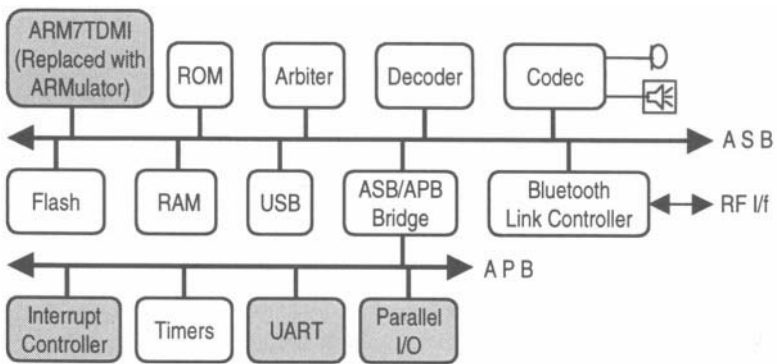 ARM7TDMI
(Replaced with
ARMulator)
ROM
Arbiter
Decoder
Codec
A S B
Flash
RAM
USB
ASB/APB
Bridge
Bluetooth
Link Controller
RF I/f
A P B
Interrupt
Controller
Timers
UART
Parallel
I/O